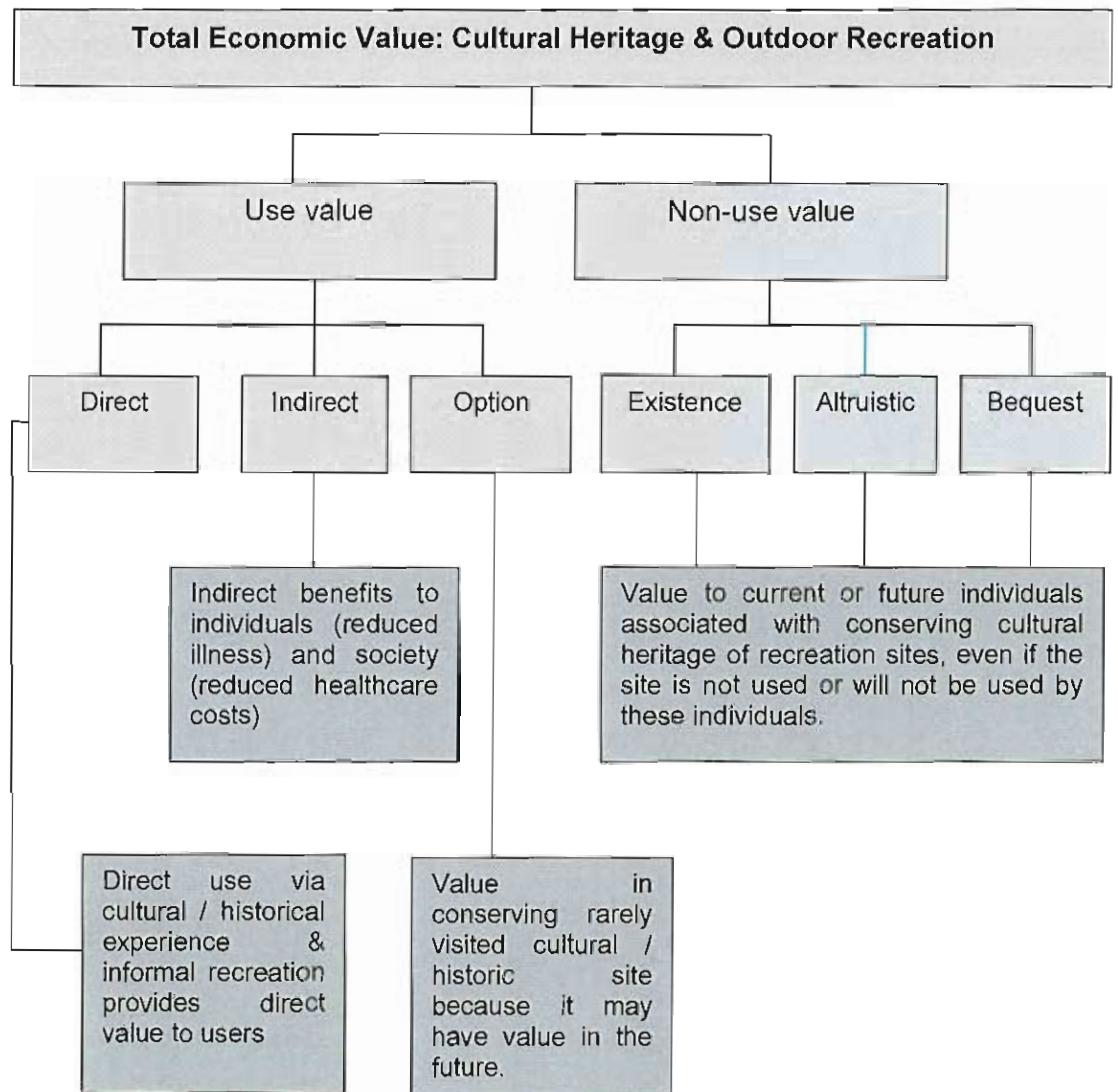 Total Economic Value: Cultural Heritage & Outdoor Recreation
Use value
Non-use value
Direct
Indirect
Option
Existence
Altruistic
Bequest
Indirect benefits to
individuals (reduced
illness) and society
(reduced healthcare
costs)
Value to current or future individuals
associated with conserving cultural
heritage of recreation sites, even if the
site is not used or will not be used by
these individuals.
Direct use via
cultural / historical
experience &
informal recreation
provides direct
value to users
Value in
conserving rarely
visited cultural /
historic site
because it may
have value in the
future.